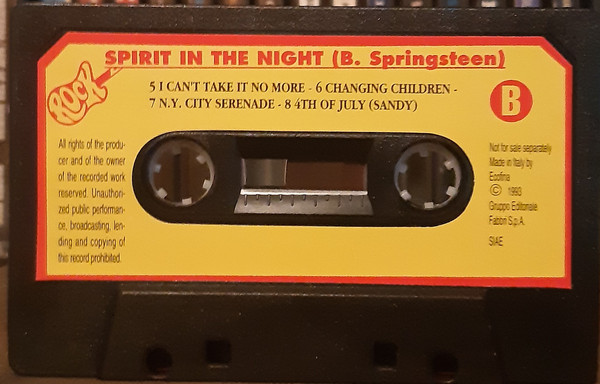 SPIRIT IN THE NIGHT (B. Springsteen)
ROCK
5 I CAN'T TAKE IT NO MORE - 6 CHANGING CHILDREN -
7 N.Y. CITY SERENADE - 8 4TH OF JULY (SANDY)
B
All rights of the produ-
cer and of the owner
of the recorded work
reserved. Unauthori-
zed public performan-
ce, broadcasting, len-
ding and copying of
this record prohibited.
Not for sale separately
Made in Italy by
Ecofina
© 1993
Gruppo Editoriale
Fabbri S.p.A.
SIAE